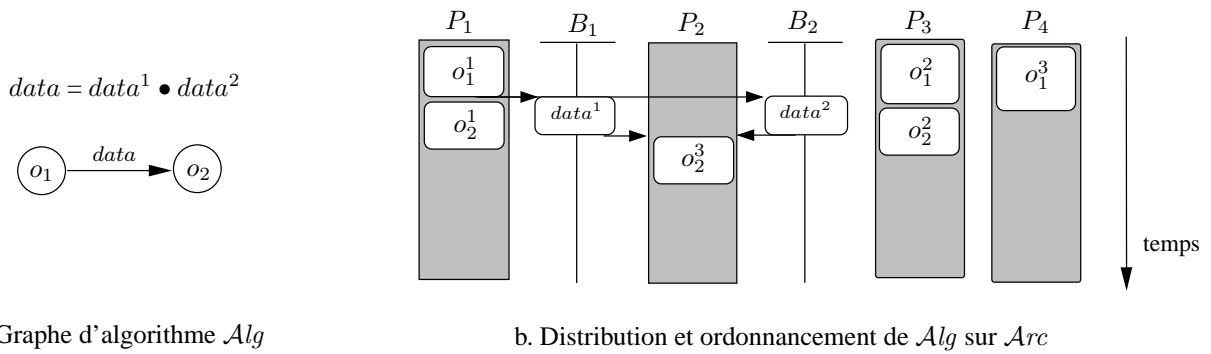 P₁ B₁ P₂ B₂ P₃ P₄
data = data¹ • data²
o₁¹ o₁² o₁³
data¹ data²
o₂¹ o₂²
o₂³
o₁ data o₂
temps
Graphe d'algorithme Alg
b. Distribution et ordonnancement de Alg sur Arc